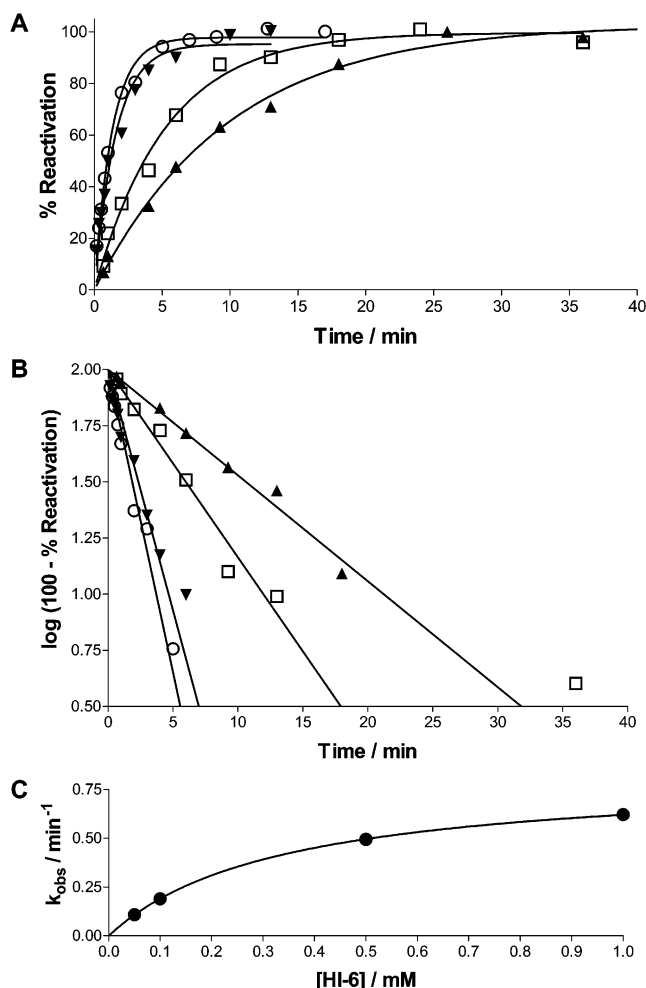 A
% Reactivation
100
80
60
40
20
0
0 5 10 15 20 25 30 35 40
Time / min
B
log (100 - % Reactivation)
2.00
1.75
1.50
1.25
1.00
0.75
0.50
0 5 10 15 20 25 30 35 40
Time / min
C
kobs / min-1
0.75
0.50
0.25
0.00
0.0 0.1 0.2 0.3 0.4 0.5 0.6 0.7 0.8 0.9 1.0
[HI-6] / mM